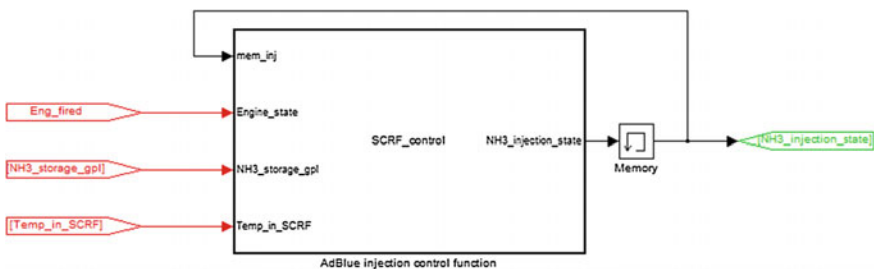 mem_inj
Eng_fired
Engine_state
SCRF_control
NH3_injection_state
[NH3_injection_state]
Memory
[NH3_storage_gpl]
NH3_storage_gpl
[Temp_in_SCRF]
Temp_in_SCRF
AdBlue injection control function